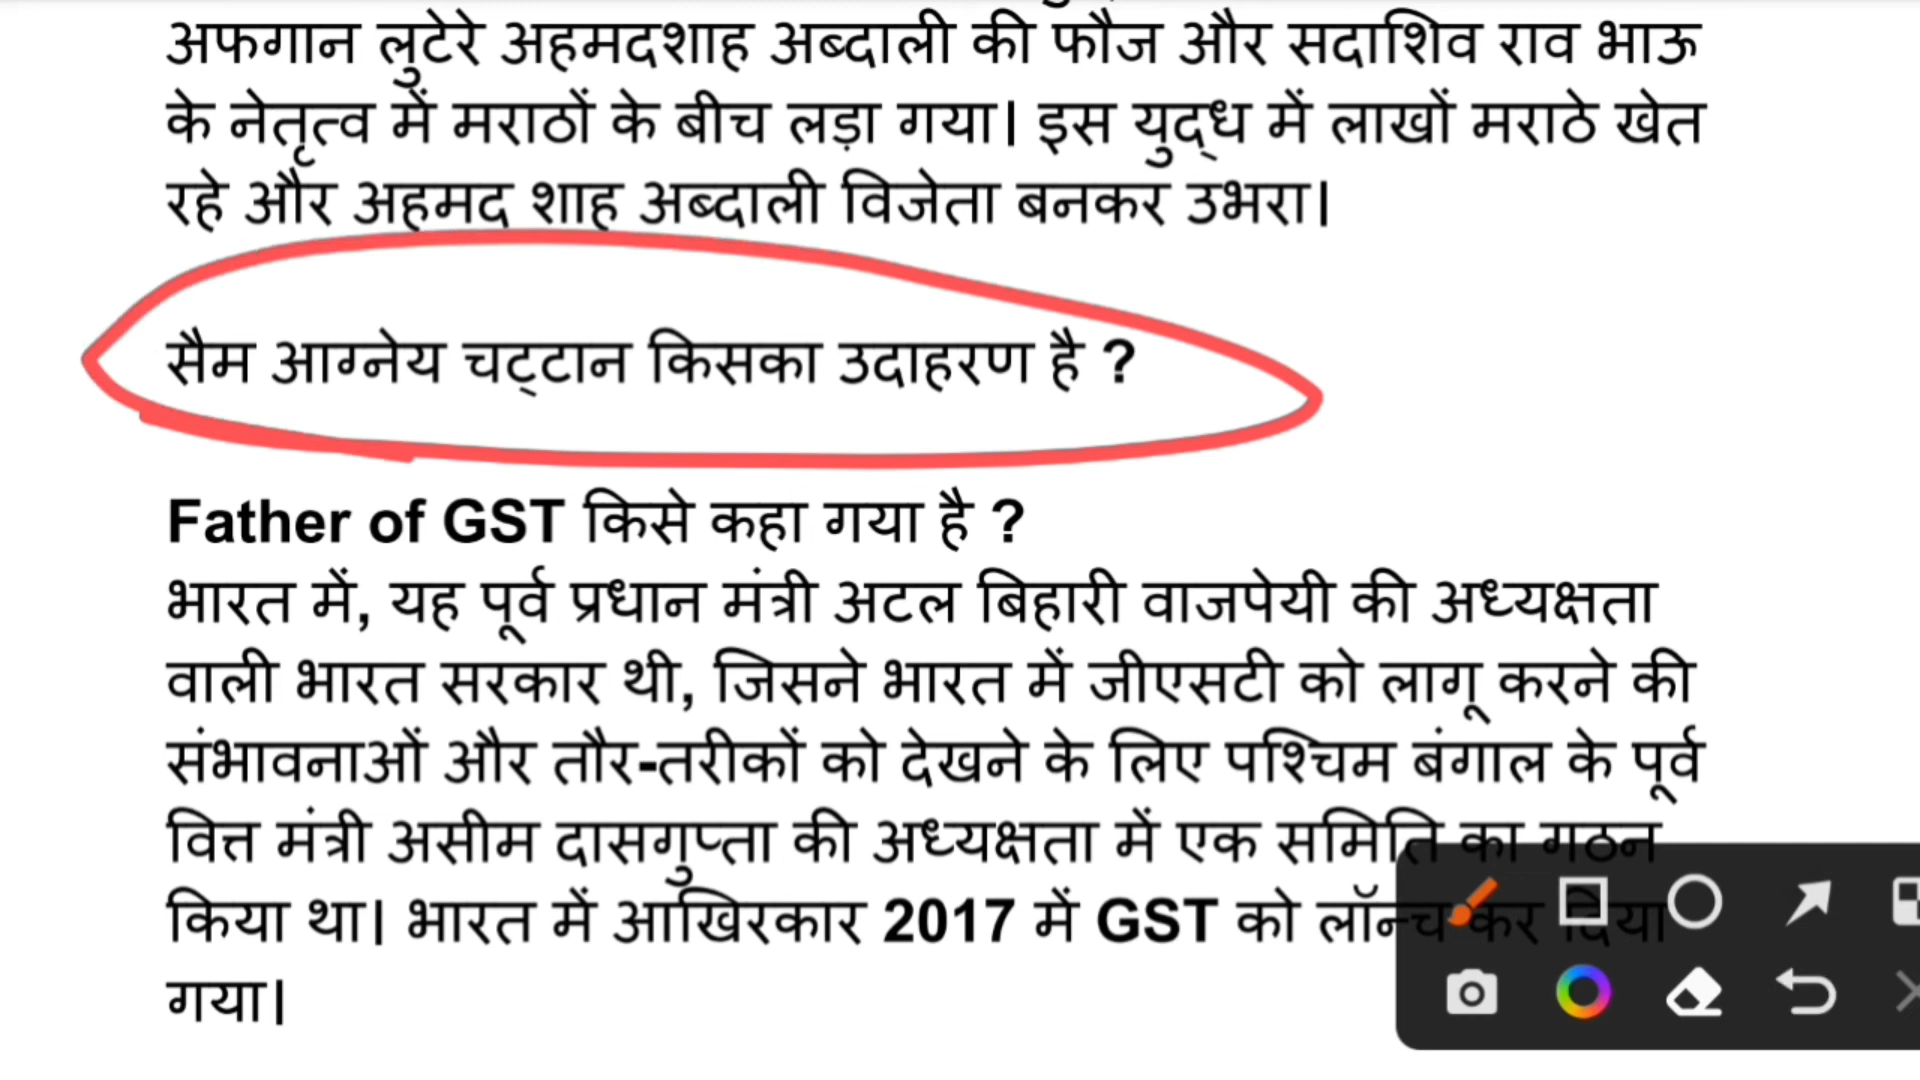 अफगान लुटेरे अहमदशाह अब्दाली की फौज और सदाशिव राव भाऊ
के नेतृत्व में मराठों के बीच लड़ा गया। इस युद्ध में लाखों मराठे खेत
रहे और अहमद शाह अब्दाली विजेता बनकर उभरा।
सैम आग्नेय चट्टान किसका उदाहरण है ?
Father of GST किसे कहा गया है ?
भारत में, यह पूर्व प्रधान मंत्री अटल बिहारी वाजपेयी की अध्यक्षता
वाली भारत सरकार थी, जिसने भारत में जीएसटी को लागू करने की
संभावनाओं और तौर-तरीकों को देखने के लिए पश्चिम बंगाल के पूर्व
वित्त मंत्री असीम दासगुप्ता की अध्यक्षता में एक समिति का गठन
किया था। भारत में आखिरकार 2017 में GST को लॉन्च कर दिया
गया।